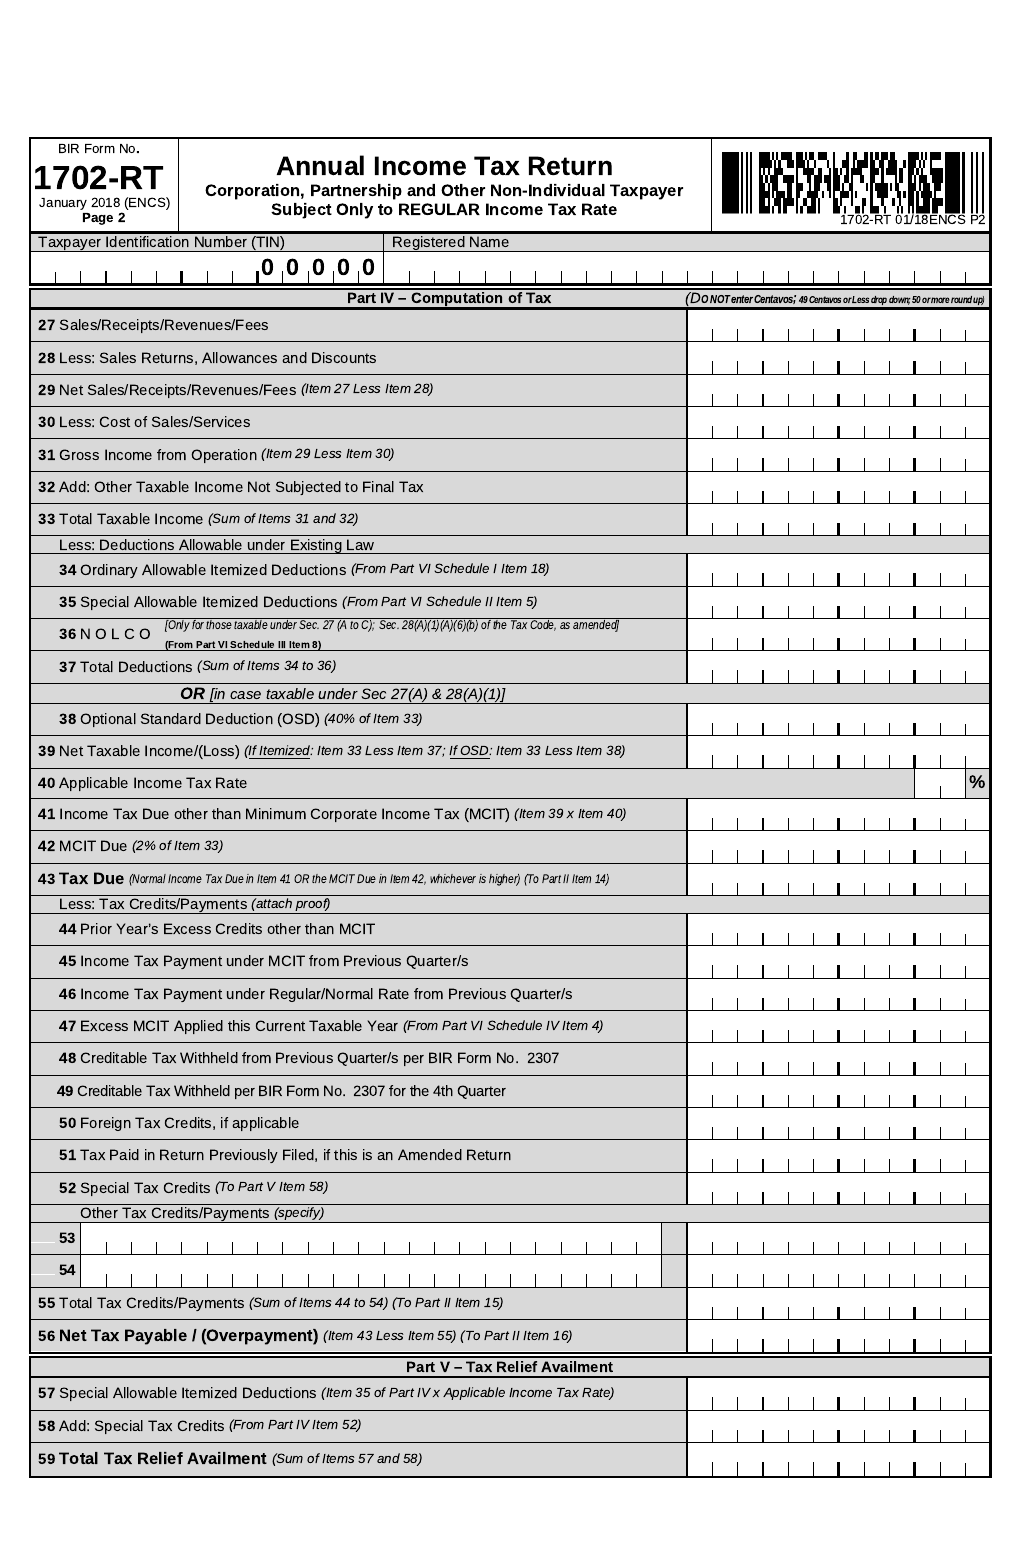 BIR Form No.
1702-RT
January 2018 (ENCS)
Page 2
Annual Income Tax Return
Corporation, Partnership and Other Non-Individual Taxpayer
Subject Only to REGULAR Income Tax Rate
1702-RT 01/18ENCS P2
Taxpayer Identification Number (TIN) Registered Name
0 0 0 0 0
Part IV – Computation of Tax (DO NOT enter Centavos; 49 Centavos or Less drop down; 50 or more round up)
27 Sales/Receipts/Revenues/Fees
28 Less: Sales Returns, Allowances and Discounts
29 Net Sales/Receipts/Revenues/Fees (Item 27 Less Item 28)
30 Less: Cost of Sales/Services
31 Gross Income from Operation (Item 29 Less Item 30)
32 Add: Other Taxable Income Not Subjected to Final Tax
33 Total Taxable Income (Sum of Items 31 and 32)
Less: Deductions Allowable under Existing Law
34 Ordinary Allowable Itemized Deductions (From Part VI Schedule I Item 18)
35 Special Allowable Itemized Deductions (From Part VI Schedule II Item 5)
36 N O L C O [Only for those taxable under Sec. 27 (A to C); Sec. 28(A)(1)(A)(6)(b) of the Tax Code, as amended]
(From Part VI Schedule III Item 8)
37 Total Deductions (Sum of Items 34 to 36)
OR [in case taxable under Sec 27(A) & 28(A)(1)]
38 Optional Standard Deduction (OSD) (40% of Item 33)
39 Net Taxable Income/(Loss) (If Itemized: Item 33 Less Item 37; If OSD: Item 33 Less Item 38)
40 Applicable Income Tax Rate %
41 Income Tax Due other than Minimum Corporate Income Tax (MCIT) (Item 39 x Item 40)
42 MCIT Due (2% of Item 33)
43 Tax Due (Normal Income Tax Due in Item 41 OR the MCIT Due in Item 42, whichever is higher) (To Part II Item 14)
Less: Tax Credits/Payments (attach proof)
44 Prior Year's Excess Credits other than MCIT
45 Income Tax Payment under MCIT from Previous Quarter/s
46 Income Tax Payment under Regular/Normal Rate from Previous Quarter/s
47 Excess MCIT Applied this Current Taxable Year (From Part VI Schedule IV Item 4)
48 Creditable Tax Withheld from Previous Quarter/s per BIR Form No. 2307
49 Creditable Tax Withheld per BIR Form No. 2307 for the 4th Quarter
50 Foreign Tax Credits, if applicable
51 Tax Paid in Return Previously Filed, if this is an Amended Return
52 Special Tax Credits (To Part V Item 58)
Other Tax Credits/Payments (specify)
53
54
55 Total Tax Credits/Payments (Sum of Items 44 to 54) (To Part II Item 15)
56 Net Tax Payable / (Overpayment) (Item 43 Less Item 55) (To Part II Item 16)
Part V – Tax Relief Availment
57 Special Allowable Itemized Deductions (Item 35 of Part IV x Applicable Income Tax Rate)
58 Add: Special Tax Credits (From Part IV Item 52)
59 Total Tax Relief Availment (Sum of Items 57 and 58)